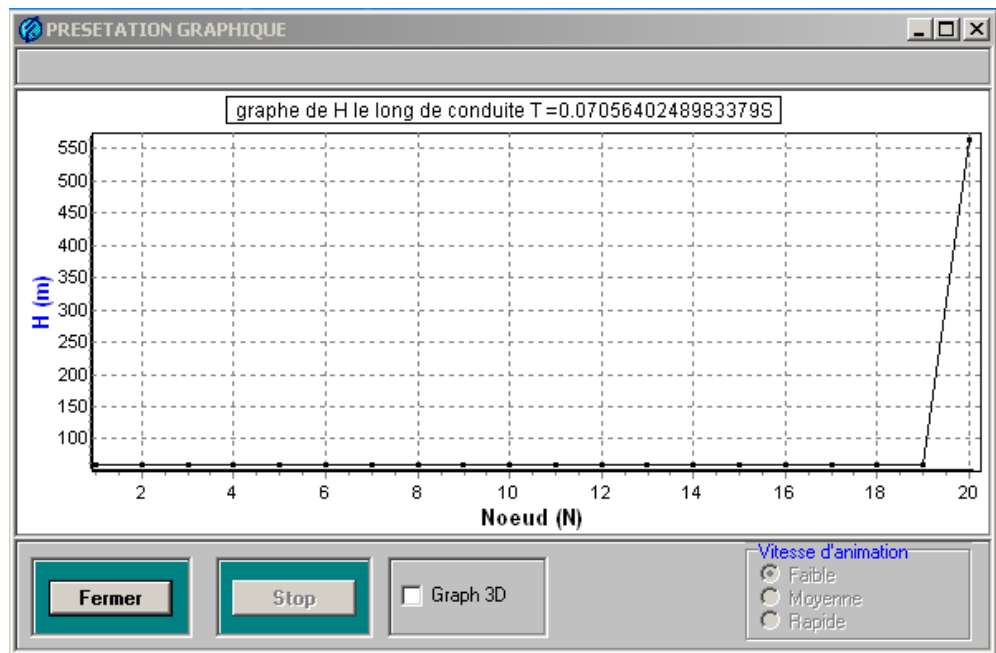 PRESETATION GRAPHIQUE
graphe de H le long de conduite T =0.0705640248983379S
550
500
450
400
350
300
250
200
150
100
H (m)
2 4 6 8 10 12 14 16 18 20
Noeud (N)
Fermer
Stop
Graph 3D
Vitesse d'animation
Faible
Moyenne
Rapide